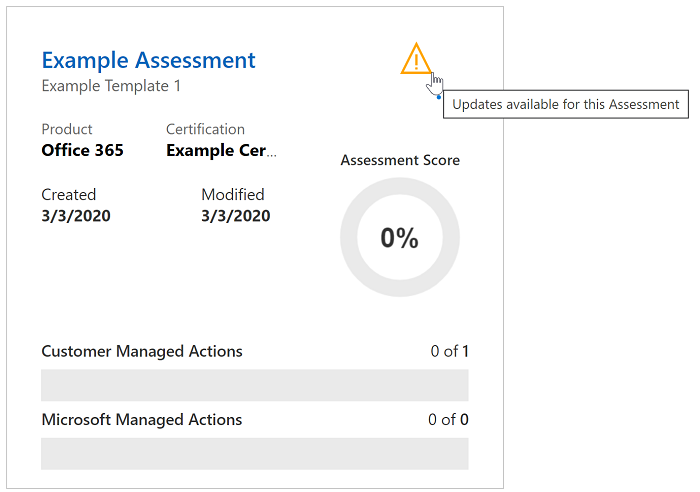 Example Assessment
Example Template 1
Updates available for this Assessment
Product
Certification
Office 365
Example Cer...
Assessment Score
Created
Modified
3/3/2020
3/3/2020
0%
Customer Managed Actions
0 of 1
Microsoft Managed Actions
0 of 0